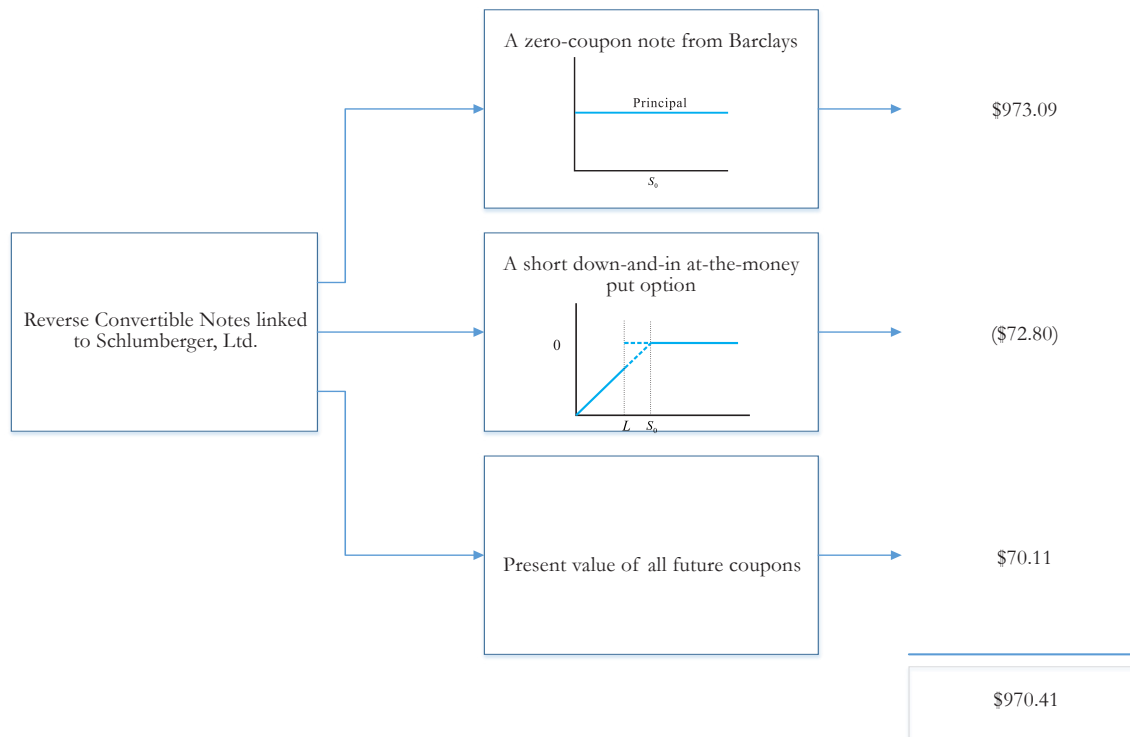 A zero-coupon note from Barclays
Principal
S₀
$973.09
Reverse Convertible Notes linked
to Schlumberger, Ltd.
A short down-and-in at-the-money
put option
0
L S₀
($72.80)
Present value of all future coupons
$70.11
$970.41